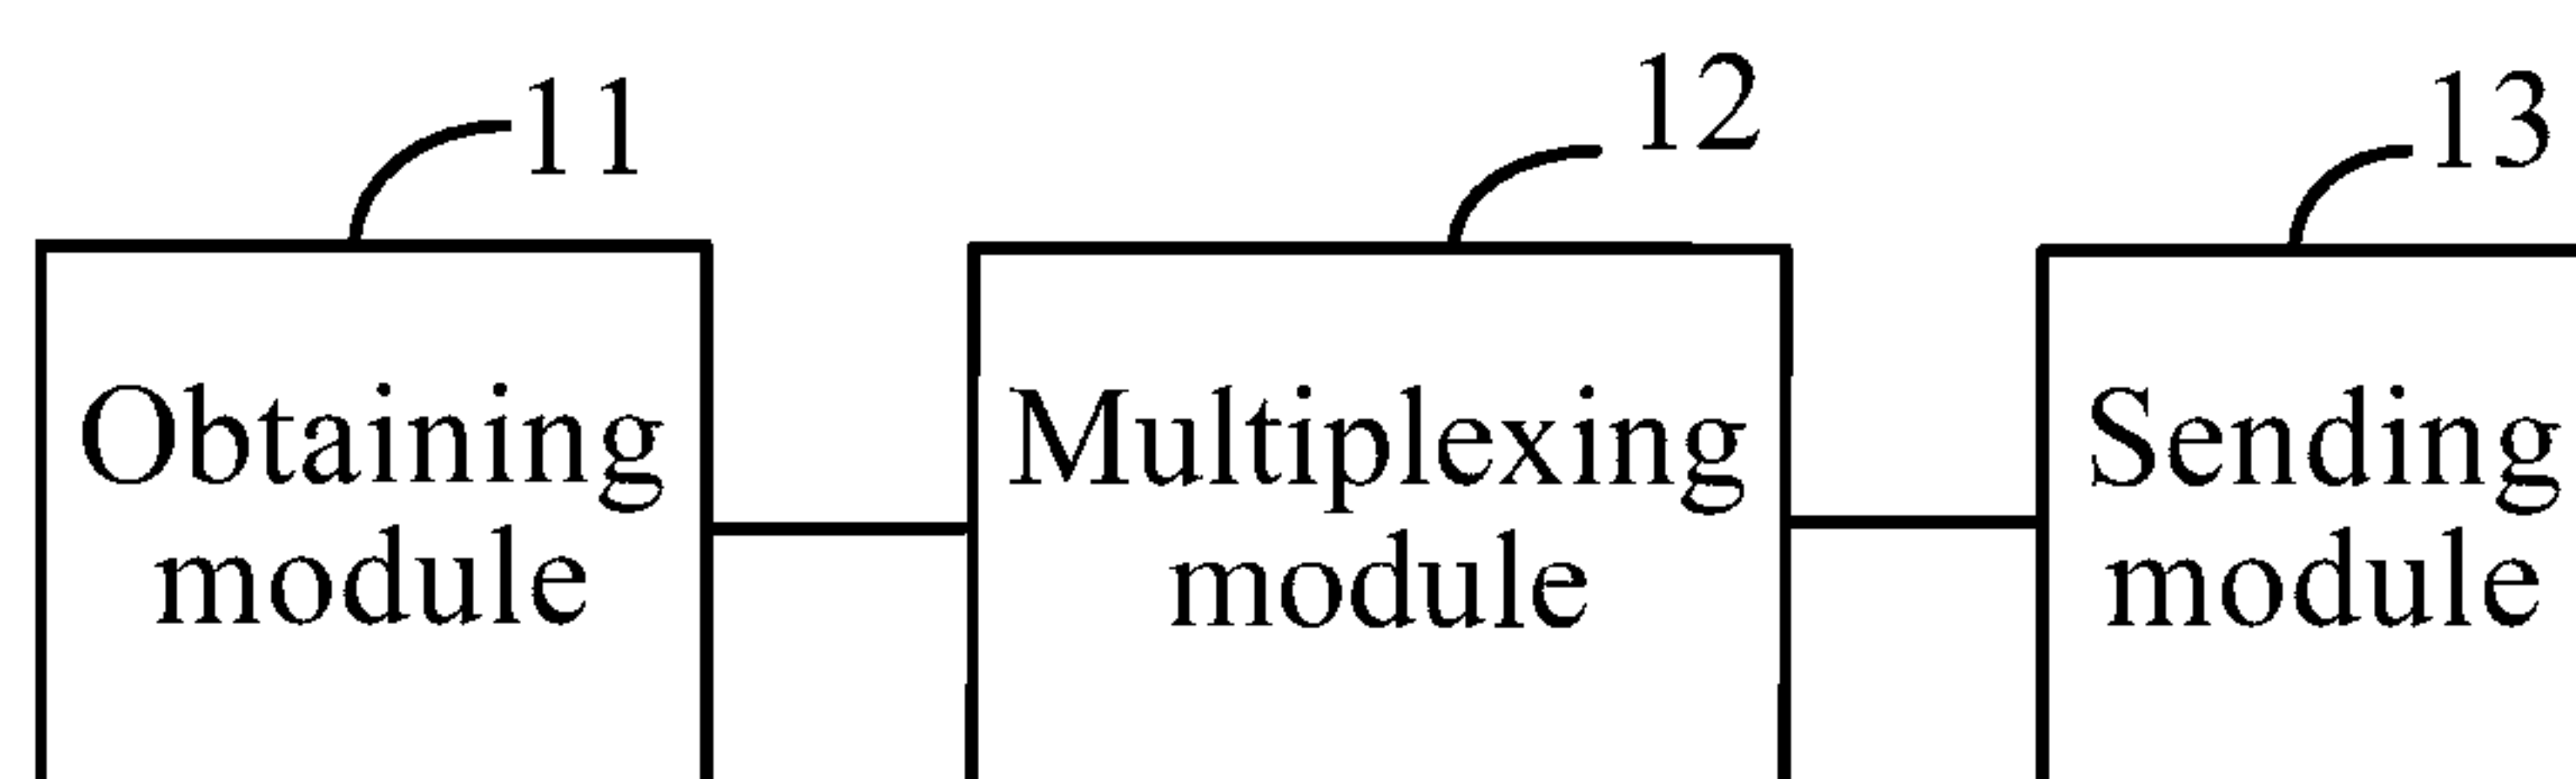 11
12
13
Obtaining
module
Multiplexing
module
Sending
module